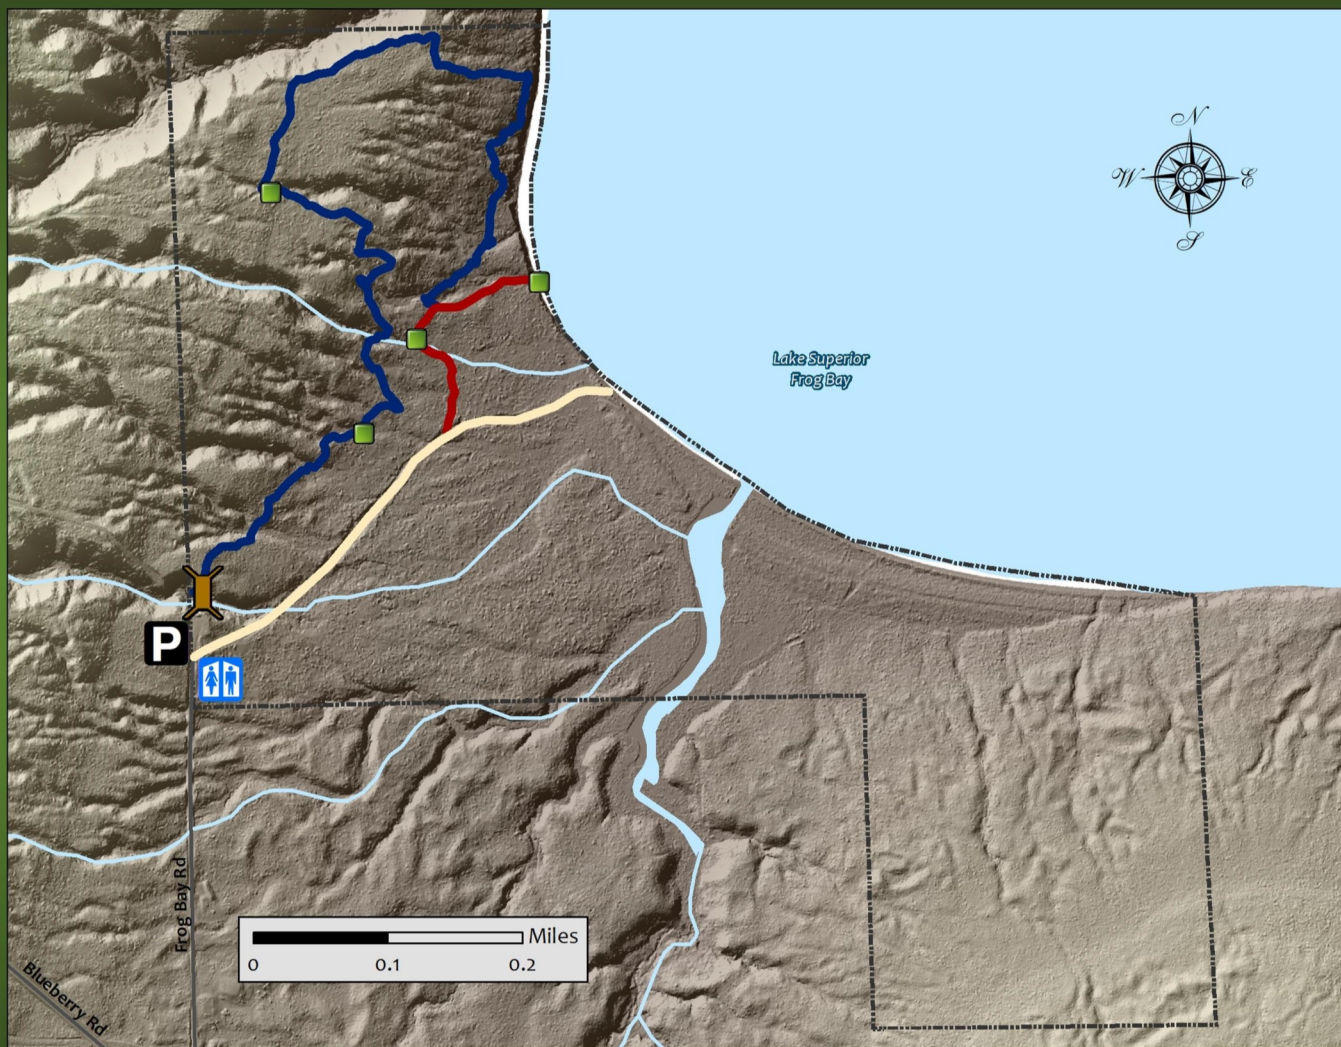 N
W
E
S
Lake Superior
Frog Bay
P
Frog Bay Rd
Blueberry Rd
Miles
0 0.1 0.2